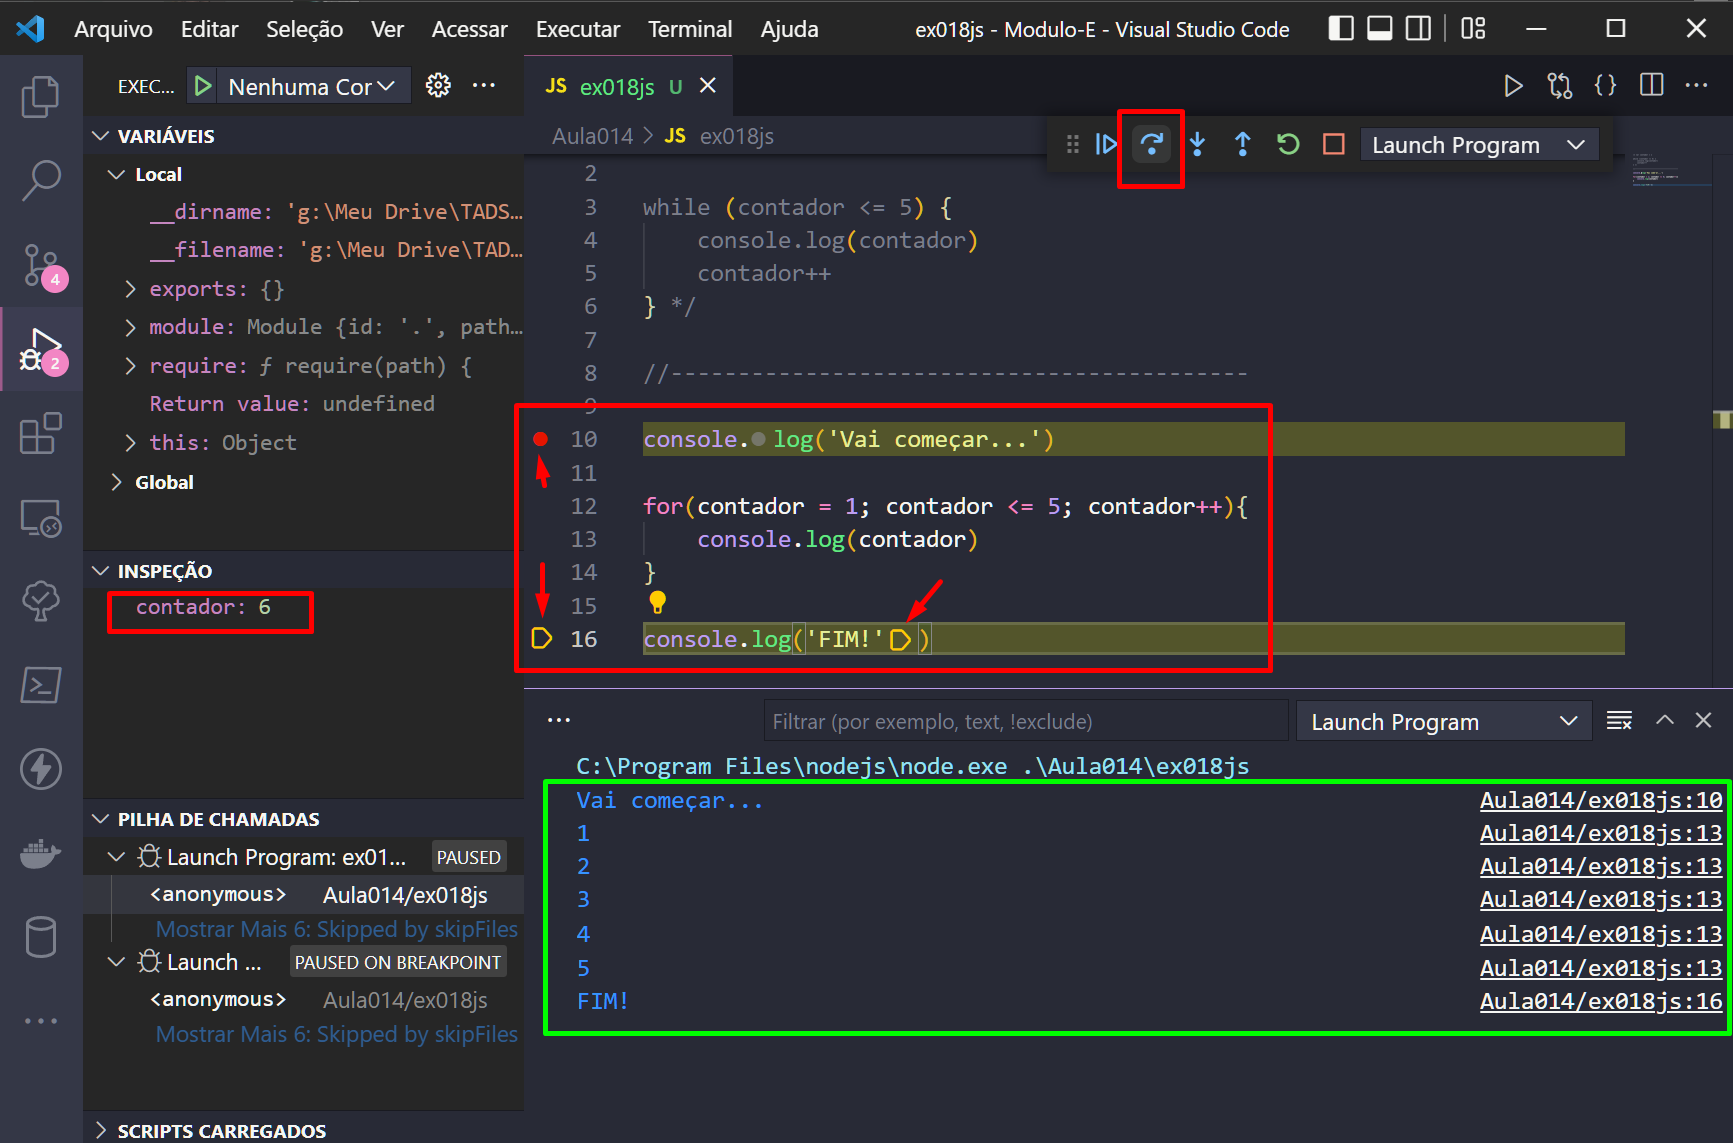 Arquivo Editar Seleção Ver Acessar Executar Terminal Ajuda ex018js - Modulo-E - Visual Studio Code
EXEC... Nenhuma Cor
VARIÁVEIS
Local
__dirname: 'g:\Meu Drive\TADS...
__filename: 'g:\Meu Drive\TAD...
exports: {}
module: Module {id: '.', path...
require: ƒ require(path) {
Return value: undefined
this: Object
Global
INSPEÇÃO
contador: 6
PILHA DE CHAMADAS
Launch Program: ex01... PAUSED
<anonymous> Aula014/ex018js
Mostrar Mais 6: Skipped by skipFiles
Launch ... PAUSED ON BREAKPOINT
<anonymous> Aula014/ex018js
Mostrar Mais 6: Skipped by skipFiles
SCRIPTS CARREGADOS
4
2
JS ex018js U
Aula014 > JS ex018js
Launch Program
2
3 while (contador <= 5) {
4 console.log(contador)
5 contador++
6 } */
7
8 //-------------------------------------------
9
10 console.log('Vai começar...')
11
12 for(contador = 1; contador <= 5; contador++){
13 console.log(contador)
14 }
15
16 console.log('FIM!')
... Filtrar (por exemplo, text, !exclude) Launch Program
C:\Program Files\nodejs\node.exe .\Aula014\ex018js
Vai começar... Aula014/ex018js:10
1 Aula014/ex018js:13
2 Aula014/ex018js:13
3 Aula014/ex018js:13
4 Aula014/ex018js:13
5 Aula014/ex018js:13
FIM! Aula014/ex018js:16